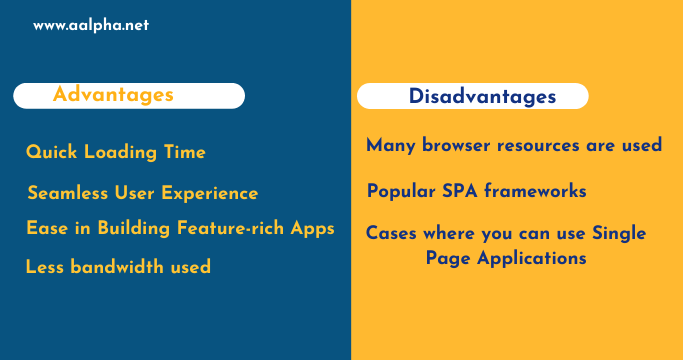 www.aalpha.net
Advantages
Quick Loading Time
Seamless User Experience
Ease in Building Feature-rich Apps
Less bandwidth used
Disadvantages
Many browser resources are used
Popular SPA frameworks
Cases where you can use Single
Page Applications